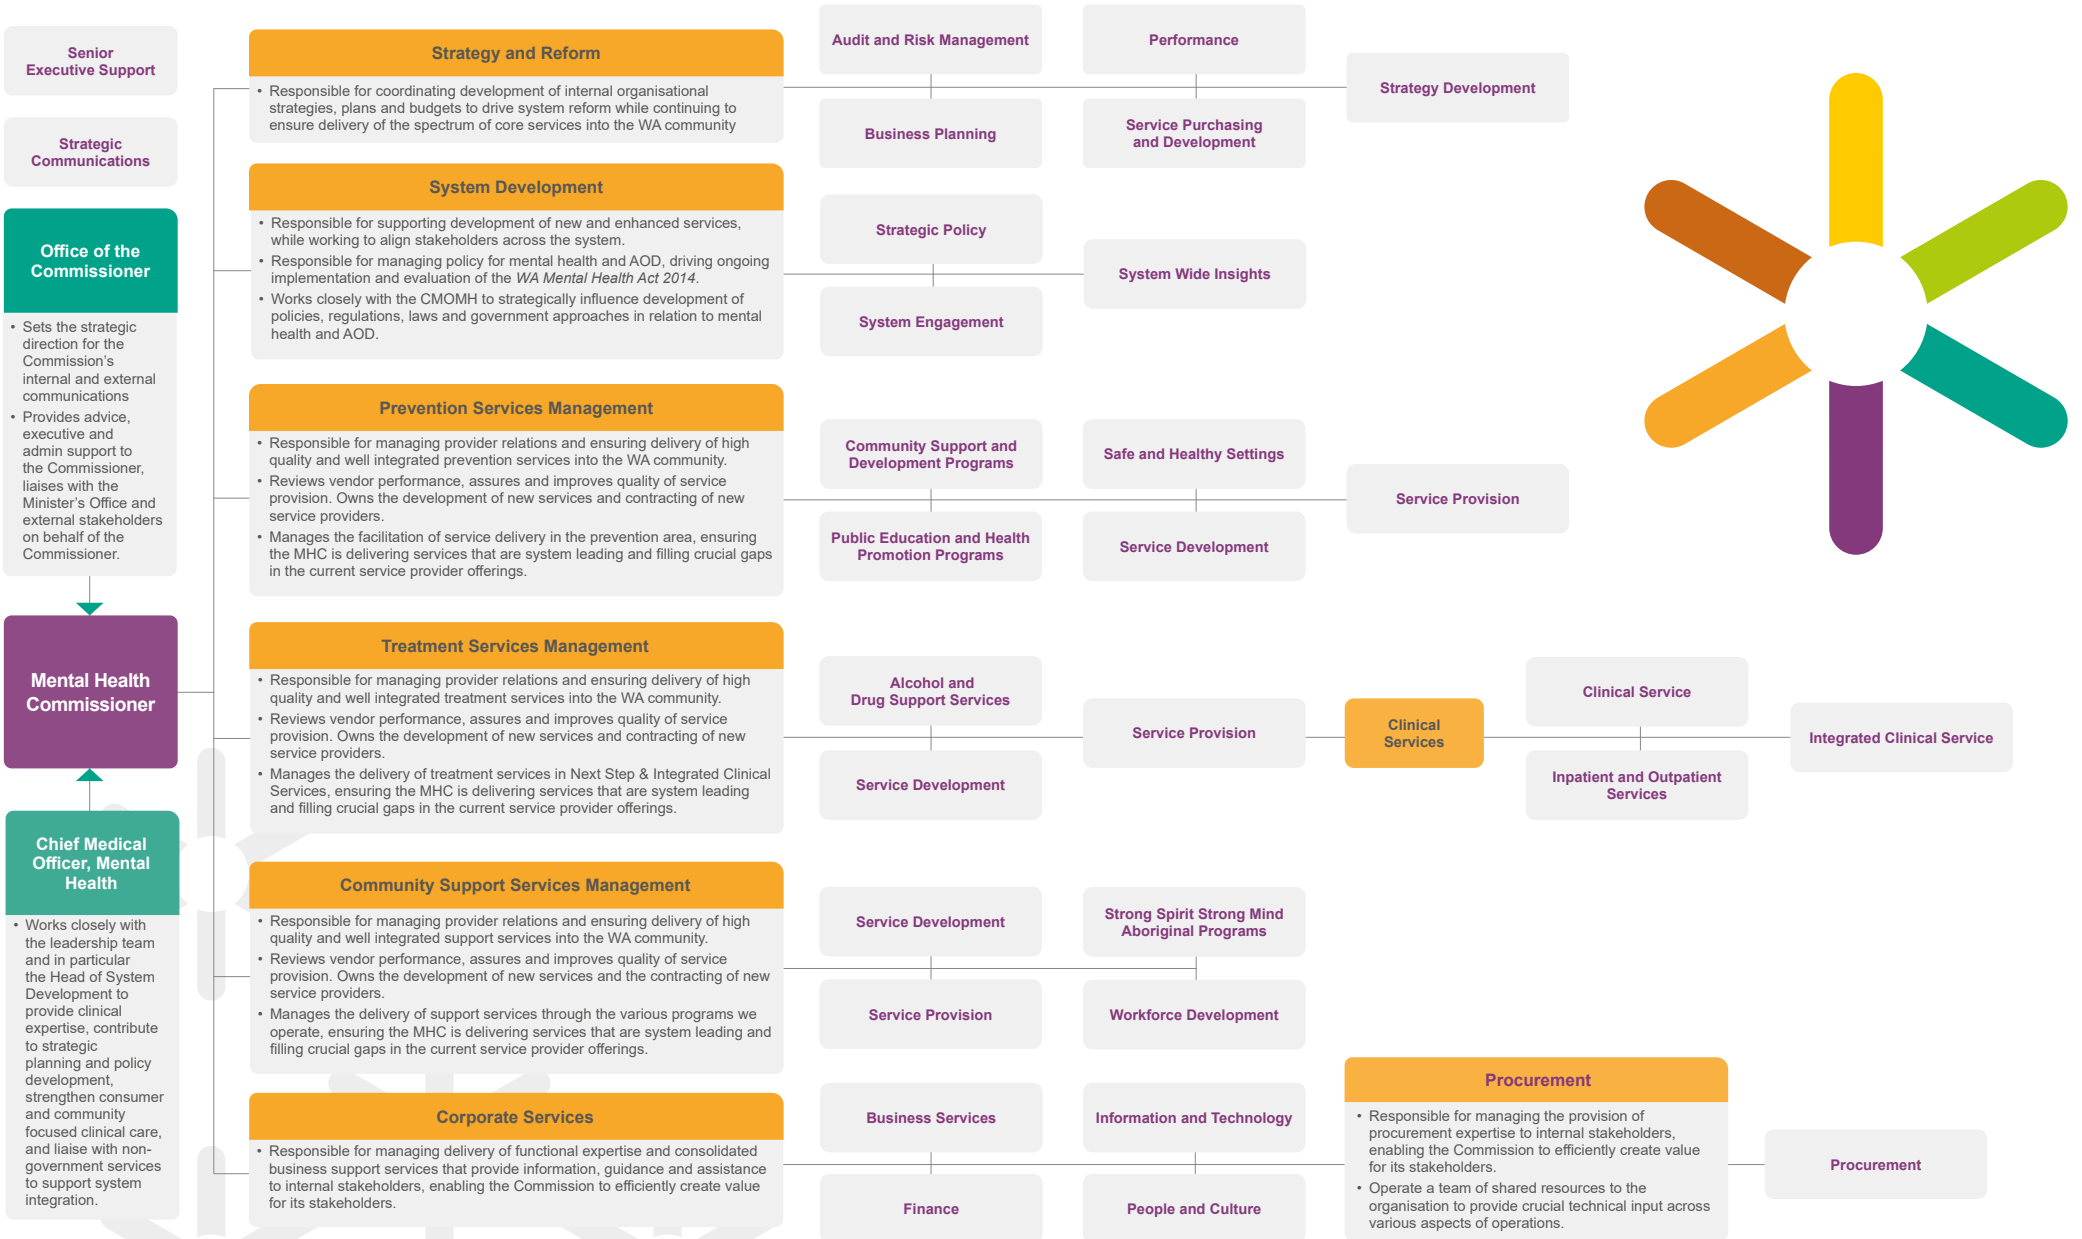 Senior
Executive Support
Strategic
Communications
Office of the
Commissioner
• Sets the strategic
direction for the
Commission’s
internal and external
communications
• Provides advice,
executive and
admin support to
the Commissioner,
liaises with the
Minister’s Office and
external stakeholders
on behalf of the
Commissioner.
Mental Health
Commissioner
Chief Medical
Officer, Mental
Health
• Works closely with
the leadership team
and in particular
the Head of System
Development to
provide clinical
expertise, contribute
to strategic
planning and policy
development,
strengthen consumer
and community
focused clinical care,
and liaise with non-
government services
to support system
integration.
Strategy and Reform
• Responsible for coordinating development of internal organisational
strategies, plans and budgets to drive system reform while continuing to
ensure delivery of the spectrum of core services into the WA community
Audit and Risk Management
Performance
Business Planning
Service Purchasing
and Development
Strategy Development
System Development
• Responsible for supporting development of new and enhanced services,
while working to align stakeholders across the system.
• Responsible for managing policy for mental health and AOD, driving ongoing
implementation and evaluation of the WA Mental Health Act 2014.
• Works closely with the CMOMH to strategically influence development of
policies, regulations, laws and government approaches in relation to mental
health and AOD.
Strategic Policy
System Engagement
System Wide Insights
Prevention Services Management
• Responsible for managing provider relations and ensuring delivery of high
quality and well integrated prevention services into the WA community.
• Reviews vendor performance, assures and improves quality of service
provision. Owns the development of new services and contracting of new
service providers.
• Manages the facilitation of service delivery in the prevention area, ensuring
the MHC is delivering services that are system leading and filling crucial gaps
in the current service provider offerings.
Community Support and
Development Programs
Safe and Healthy Settings
Public Education and Health
Promotion Programs
Service Development
Service Provision
Treatment Services Management
• Responsible for managing provider relations and ensuring delivery of high
quality and well integrated treatment services into the WA community.
• Reviews vendor performance, assures and improves quality of service
provision. Owns the development of new services and contracting of new
service providers.
• Manages the delivery of treatment services in Next Step & Integrated Clinical
Services, ensuring the MHC is delivering services that are system leading
and filling crucial gaps in the current service provider offerings.
Alcohol and
Drug Support Services
Service Development
Service Provision
Clinical
Services
Clinical Service
Inpatient and Outpatient
Services
Integrated Clinical Service
Community Support Services Management
• Responsible for managing provider relations and ensuring delivery of high
quality and well integrated support services into the WA community.
• Reviews vendor performance, assures and improves quality of service
provision. Owns the development of new services and the contracting of new
service providers.
• Manages the delivery of support services through the various programs we
operate, ensuring the MHC is delivering services that are system leading and
filling crucial gaps in the current service provider offerings.
Service Development
Strong Spirit Strong Mind
Aboriginal Programs
Service Provision
Workforce Development
Corporate Services
• Responsible for managing delivery of functional expertise and consolidated
business support services that provide information, guidance and assistance
to internal stakeholders, enabling the Commission to efficiently create value
for its stakeholders.
Business Services
Information and Technology
Finance
People and Culture
Procurement
• Responsible for managing the provision of
procurement expertise to internal stakeholders,
enabling the Commission to efficiently create value
for its stakeholders.
• Operate a team of shared resources to the
organisation to provide crucial technical input across
various aspects of operations.
Procurement